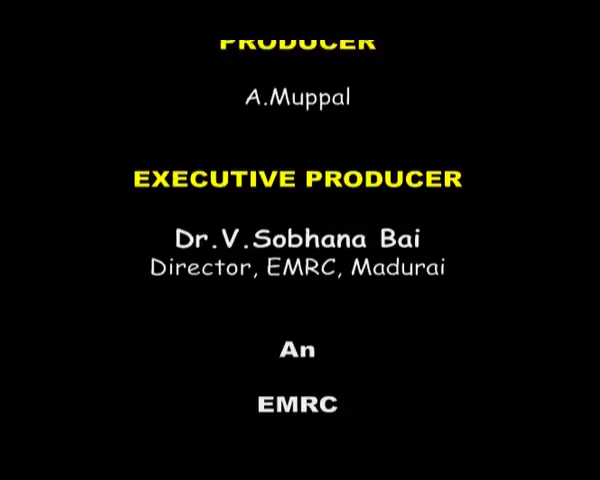 PRODUCER
A.Muppal
EXECUTIVE PRODUCER
Dr.V.Sobhana Bai
Director, EMRC, Madurai
An
EMRC